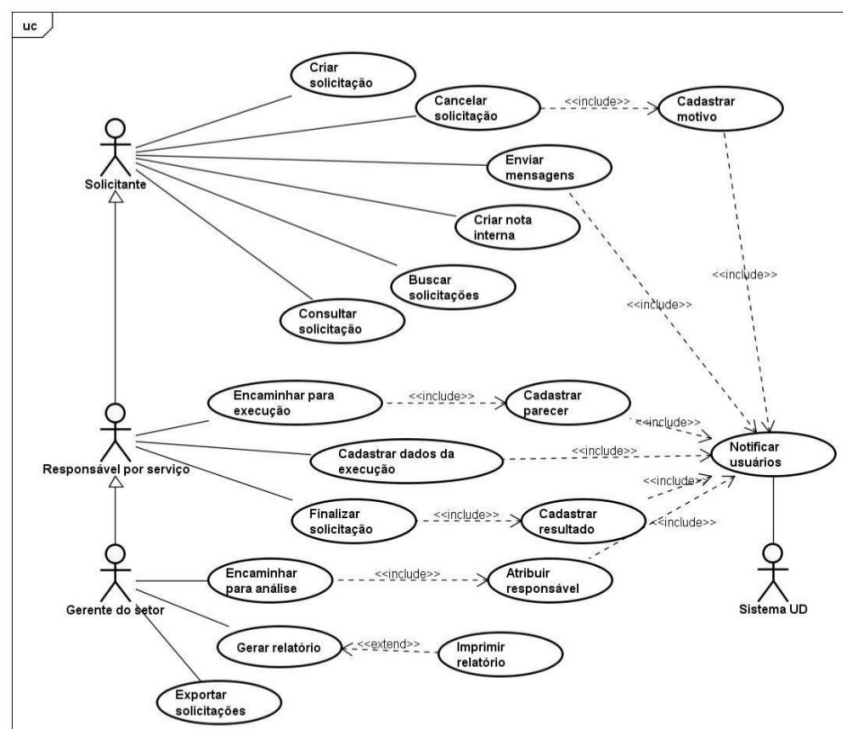 uc
Criar
solicitação
Cancelar
solicitação
<<include>>
Cadastrar
motivo
Solicitante
Enviar
mensagens
Criar nota
interna
Buscar
solicitações
Consultar
solicitação
<<include>>
<<include>>
Encaminhar para
execução
<<include>>
Cadastrar
parecer
<<include>>
Responsável por serviço
Cadastrar dados da
execução
<<include>>
Notificar
usuários
Finalizar
solicitação
<<include>>
Cadastrar
resultado
<<include>>
<<include>>
Gerente do setor
Encaminhar
para análise
<<include>>
Atribuir
responsável
Sistema UD
Gerar relatório
<<extend>>
Imprimir
relatório
Exportar
solicitações